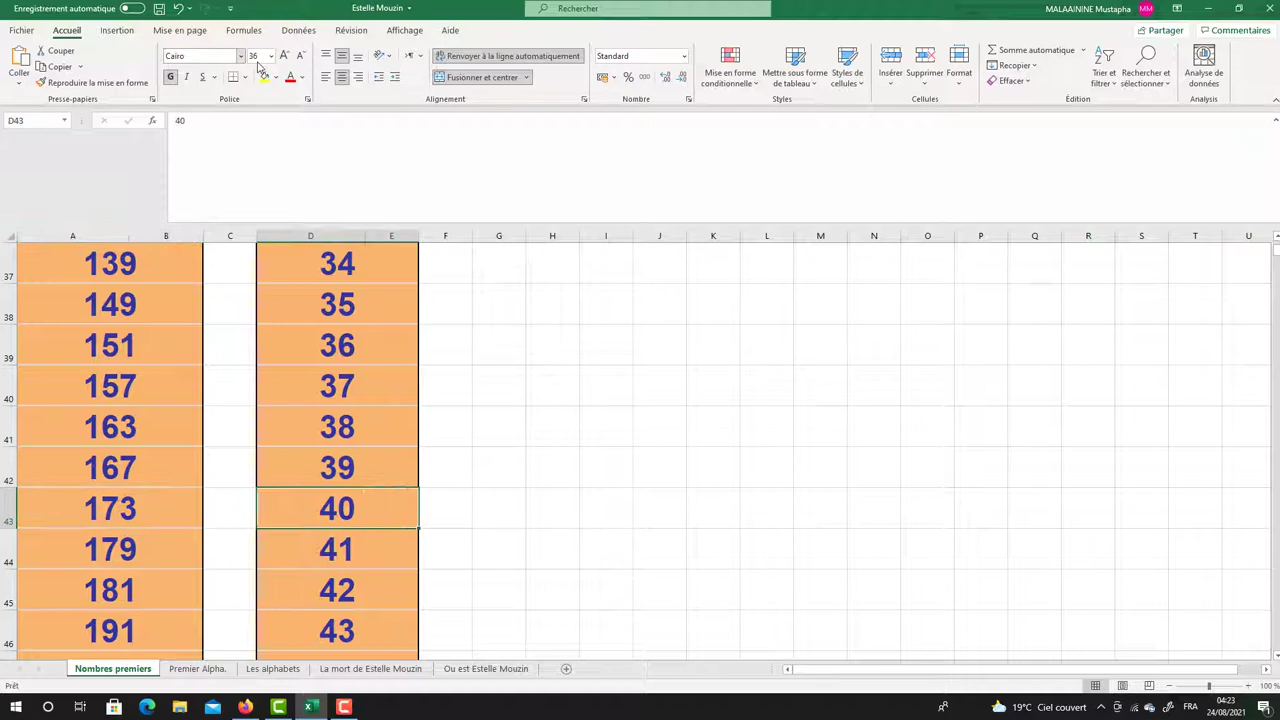 Enregistrement automatique Estelle Mouzin Rechercher MALAAININE Mustapha MM
Fichier Accueil Insertion Mise en page Formules Données Révision Affichage Aide Partager Commentaires
Coller
Couper
Copier
Reproduire la mise en forme
Presse-papiers
Cairo 36
G I S
Police
Renvoyer à la ligne automatiquement
Fusionner et centrer
Alignement
Standard
% 000
Nombre
Mise en forme conditionnelle
Mettre sous forme de tableau
Styles de cellules
Styles
Insérer Supprimer Format
Cellules
Somme automatique
Recopier
Effacer
Trier et filtrer
Rechercher et sélectionner
Édition
Analyse de données
Analysis
D43 fx 40
A B C D E F G H I J K L M N O P Q R S T U
37 139 34
38 149 35
39 151 36
40 157 37
41 163 38
42 167 39
43 173 40
44 179 41
45 181 42
46 191 43
Nombres premiers Premier Alpha. Les alphabets La mort de Estelle Mouzin Ou est Estelle Mouzin
Prêt 100 %
19°C Ciel couvert FRA 04:23
24/08/2021